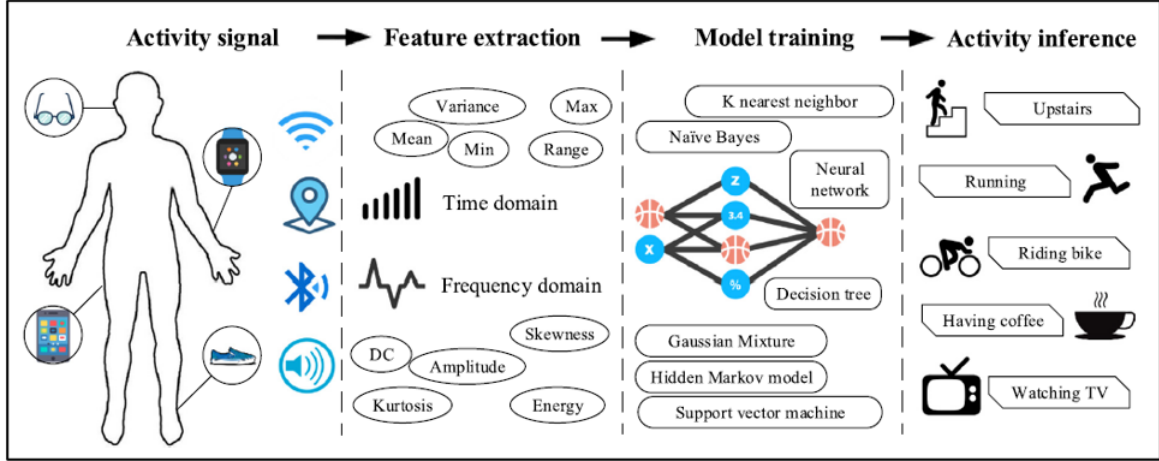 Activity signal
Feature extraction
Model training
Activity inference
Variance
Max
Mean
Min
Range
Time domain
Frequency domain
Skewness
DC
Amplitude
Kurtosis
Energy
K nearest neighbor
Naïve Bayes
Neural
network
Z
3.4
X
%
Decision tree
Gaussian Mixture
Hidden Markov model
Support vector machine
Upstairs
Running
Riding bike
Having coffee
Watching TV